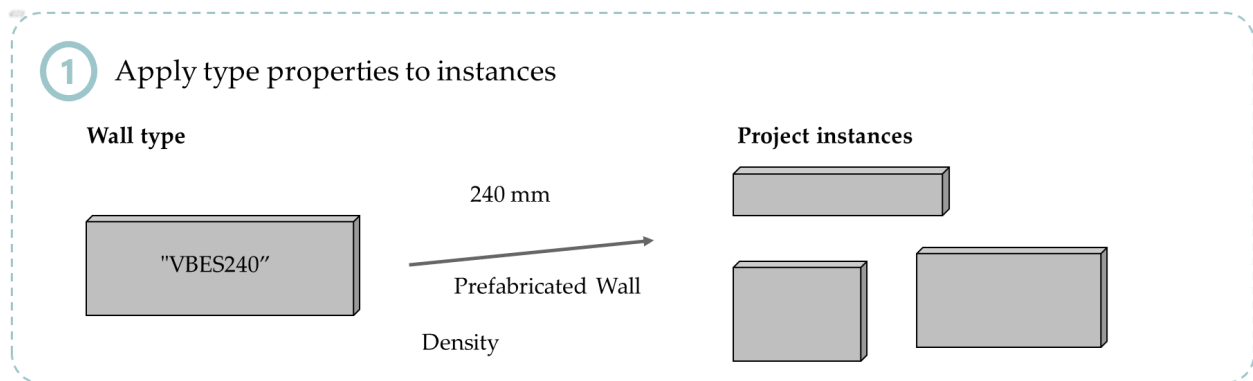 1 Apply type properties to instances
Wall type
Project instances
240 mm
"VBES240”
Prefabricated Wall
Density